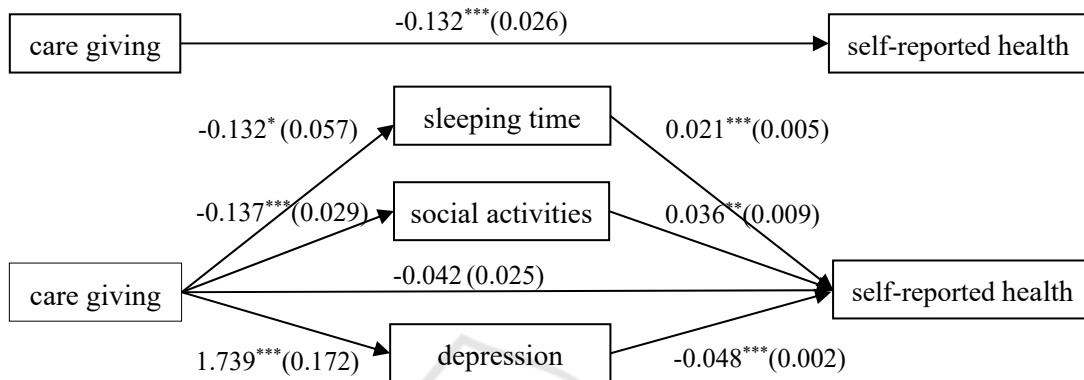 -0.132***(0.026)
care giving
self-reported health
sleeping time
-0.132*(0.057)
0.021***(0.005)
social activities
-0.137***(0.029)
0.036**(0.009)
-0.042 (0.025)
care giving
self-reported health
1.739***(0.172)
depression
-0.048***(0.002)